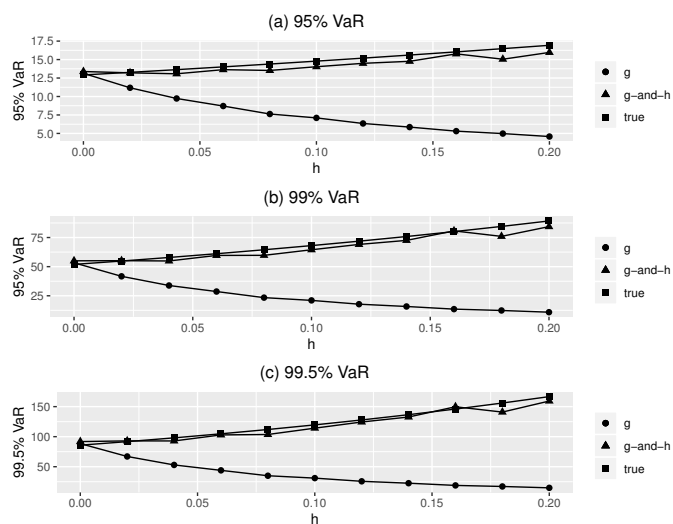 (a) 95% VaR
17.5
15.0
12.5
10.0
7.5
5.0
95% VaR
0.00 0.05 0.10 0.15 0.20
h
g
g-and-h
true
(b) 99% VaR
75
50
25
95% VaR
0.00 0.05 0.10 0.15 0.20
h
g
g-and-h
true
(c) 99.5% VaR
150
100
50
99.5% VaR
0.00 0.05 0.10 0.15 0.20
h
g
g-and-h
true